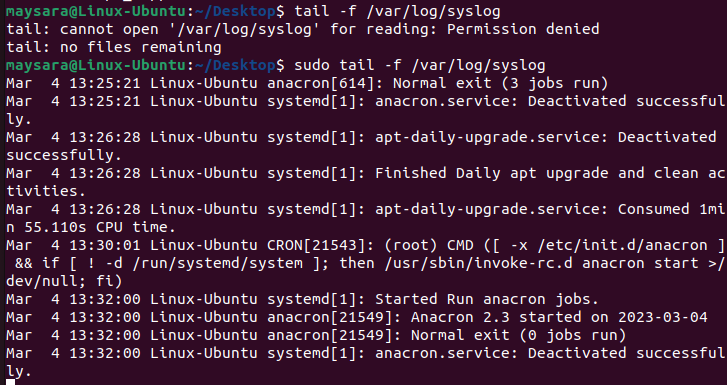 maysara@Linux-Ubuntu:~/Desktop$ tail -f /var/log/syslog
tail: cannot open '/var/log/syslog' for reading: Permission denied
tail: no files remaining
maysara@Linux-Ubuntu:~/Desktop$ sudo tail -f /var/log/syslog
Mar  4 13:25:21 Linux-Ubuntu anacron[614]: Normal exit (3 jobs run)
Mar  4 13:25:21 Linux-Ubuntu systemd[1]: anacron.service: Deactivated successful
ly.
Mar  4 13:26:28 Linux-Ubuntu systemd[1]: apt-daily-upgrade.service: Deactivated
successfully.
Mar  4 13:26:28 Linux-Ubuntu systemd[1]: Finished Daily apt upgrade and clean ac
tivities.
Mar  4 13:26:28 Linux-Ubuntu systemd[1]: apt-daily-upgrade.service: Consumed 1mi
n 55.110s CPU time.
Mar  4 13:30:01 Linux-Ubuntu CRON[21543]: (root) CMD ([ -x /etc/init.d/anacron ]
 && if [ ! -d /run/systemd/system ]; then /usr/sbin/invoke-rc.d anacron start >/
dev/null; fi)
Mar  4 13:32:00 Linux-Ubuntu systemd[1]: Started Run anacron jobs.
Mar  4 13:32:00 Linux-Ubuntu anacron[21549]: Anacron 2.3 started on 2023-03-04
Mar  4 13:32:00 Linux-Ubuntu anacron[21549]: Normal exit (0 jobs run)
Mar  4 13:32:00 Linux-Ubuntu systemd[1]: anacron.service: Deactivated successful
ly.